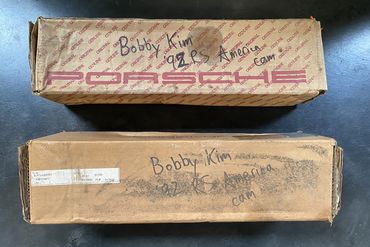 Bobby Kim
'92 RS America
cam
PORSCHE
Bobby Kim
'92 RS America
cam